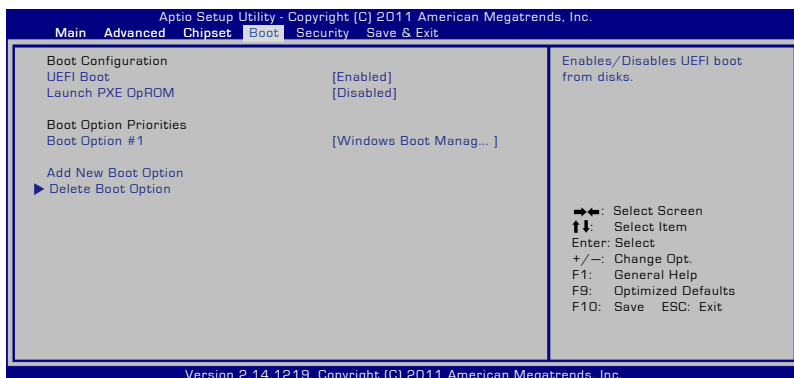 Aptio Setup Utility - Copyright (C) 2011 American Megatrends, Inc.
Main Advanced Chipset Boot Security Save & Exit
Boot Configuration
UEFI Boot [Enabled]
Launch PXE OpROM [Disabled]
Boot Option Priorities
Boot Option #1 [Windows Boot Manag... ]
Add New Boot Option
Delete Boot Option
Enables/Disables UEFI boot
from disks.
: Select Screen
: Select Item
Enter: Select
+/—: Change Opt.
F1: General Help
F9: Optimized Defaults
F10: Save ESC: Exit
Version 2.14.1219. Copyright (C) 2011 American Megatrends, Inc.